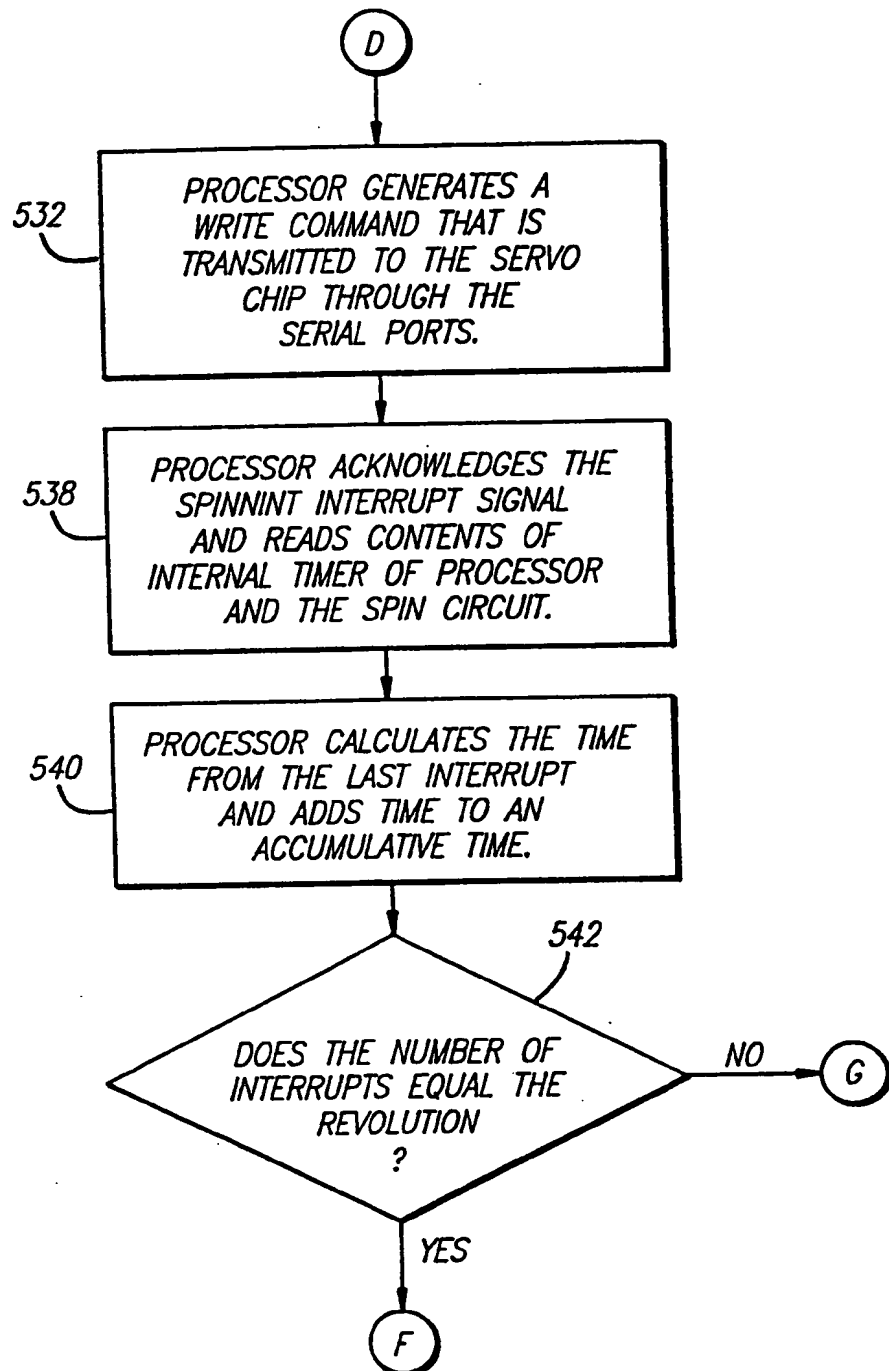 D
532
PROCESSOR GENERATES A
WRITE COMMAND THAT IS
TRANSMITTED TO THE SERVO
CHIP THROUGH THE
SERIAL PORTS.
538
PROCESSOR ACKNOWLEDGES THE
SPINNINT INTERRUPT SIGNAL
AND READS CONTENTS OF
INTERNAL TIMER OF PROCESSOR
AND THE SPIN CIRCUIT.
540
PROCESSOR CALCULATES THE TIME
FROM THE LAST INTERRUPT
AND ADDS TIME TO AN
ACCUMULATIVE TIME.
542
DOES THE NUMBER OF
INTERRUPTS EQUAL THE
REVOLUTION
?
NO
G
YES
F